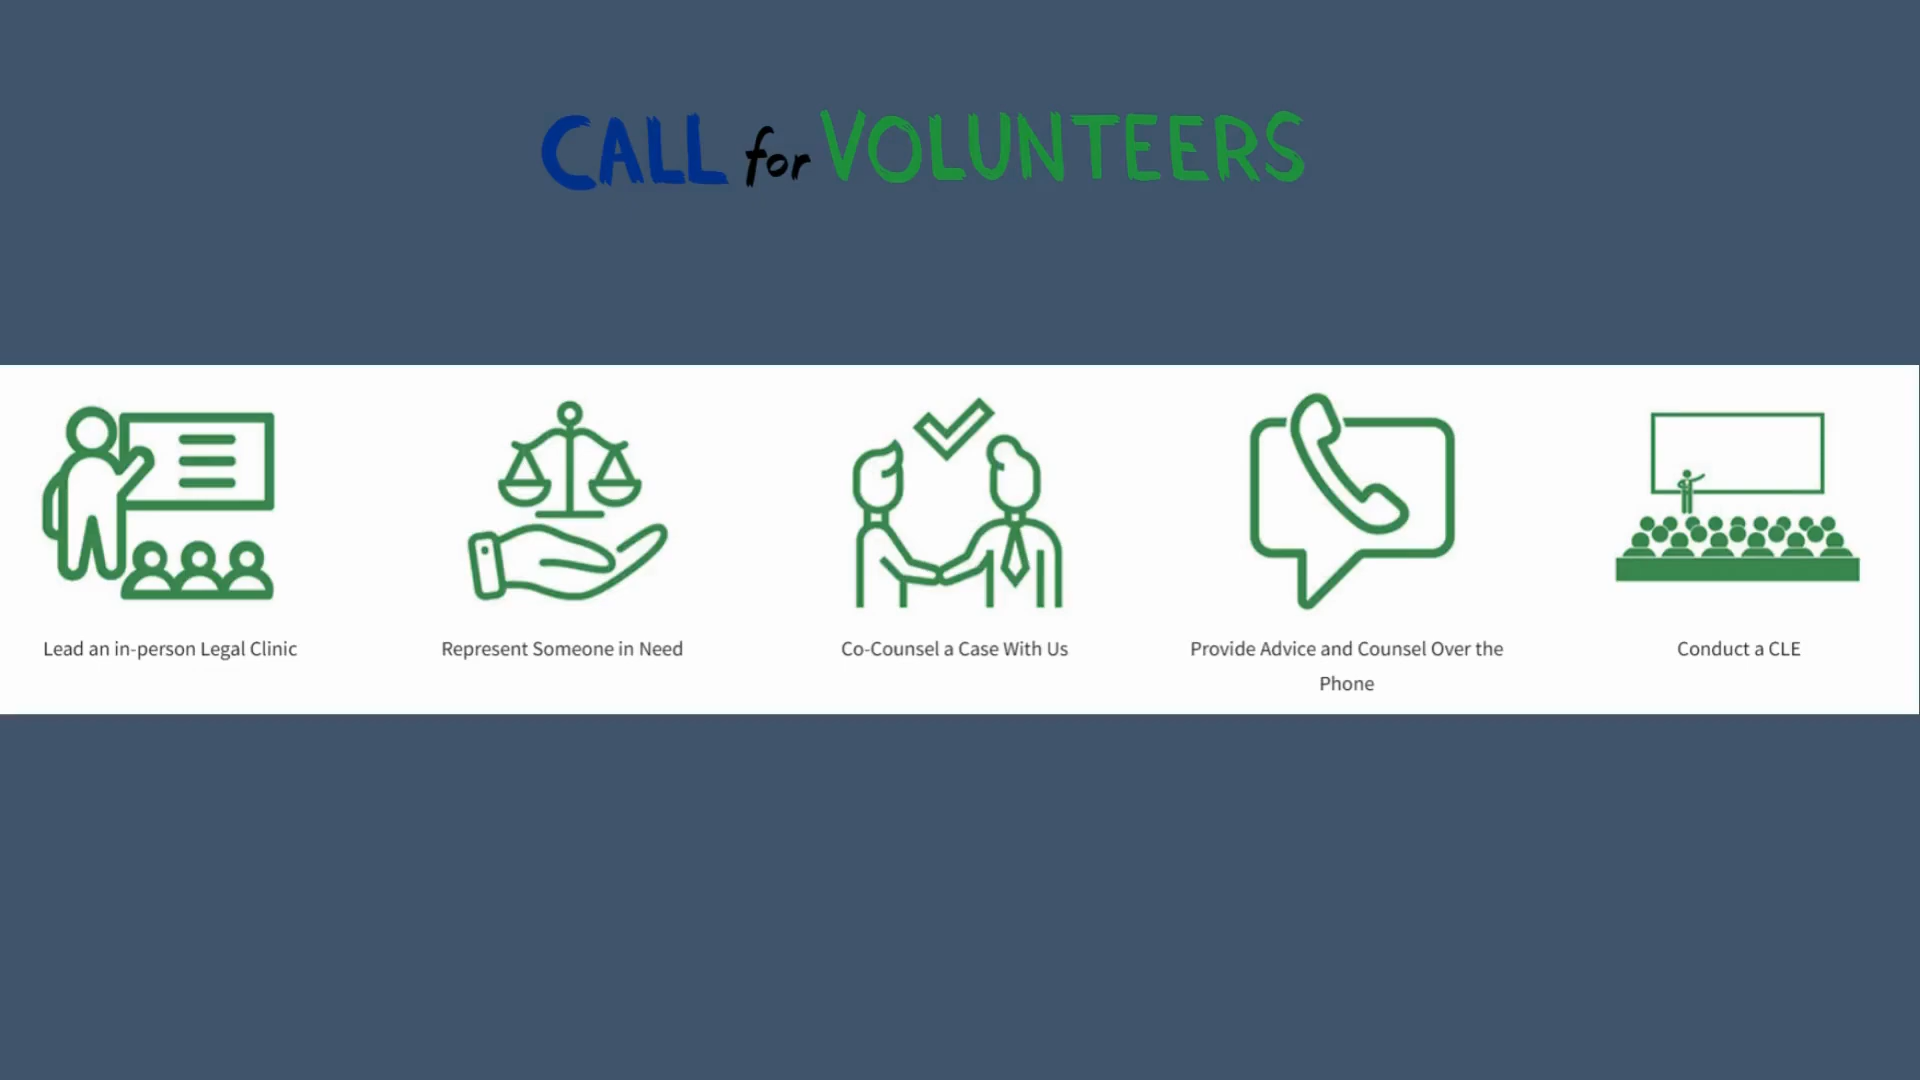 CALL for VOLUNTEERS
Lead an in-person Legal Clinic
Represent Someone in Need
Co-Counsel a Case With Us
Provide Advice and Counsel Over the
Phone
Conduct a CLE